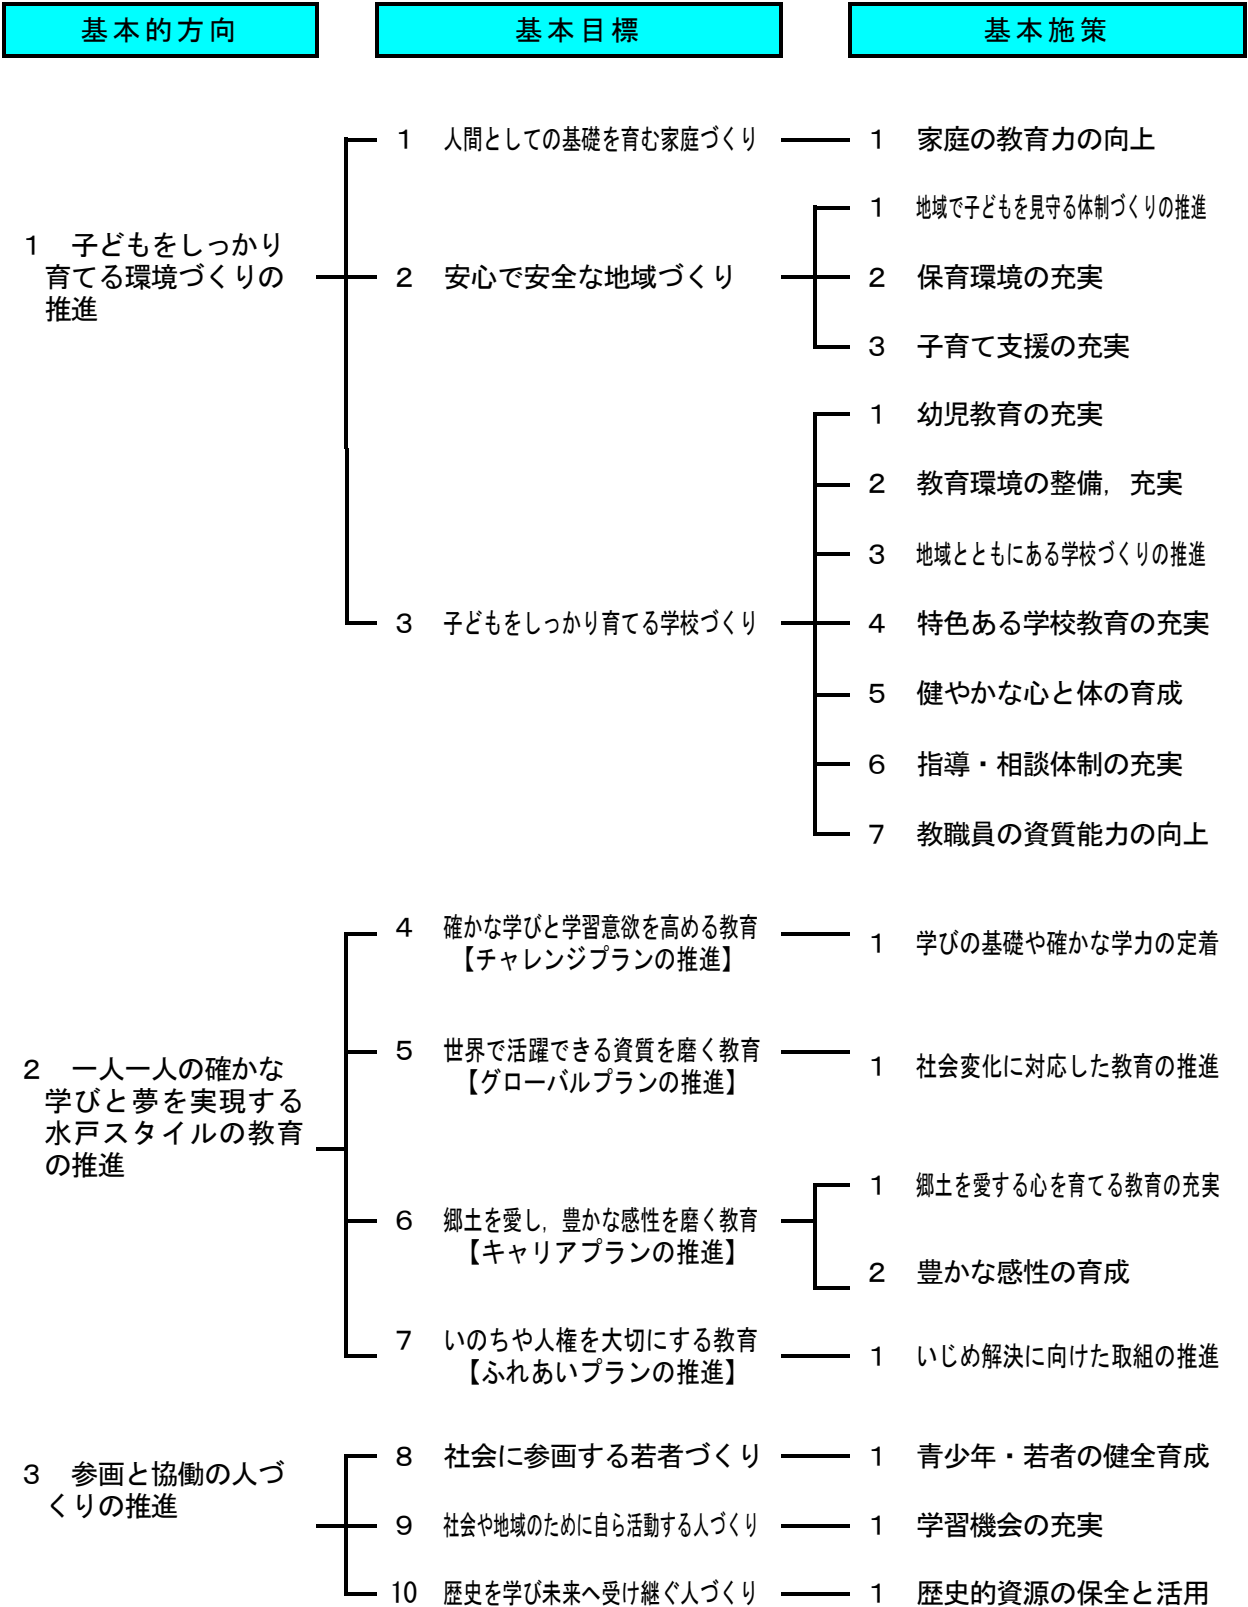 基本的方向
基本目標
基本施策
1 子どもをしっかり
育てる環境づくりの
推進
1 人間としての基礎を育む家庭づくり
1 家庭の教育力の向上
2 安心で安全な地域づくり
1 地域で子どもを見守る体制づくりの推進
2 保育環境の充実
3 子育て支援の充実
3 子どもをしっかり育てる学校づくり
1 幼児教育の充実
2 教育環境の整備，充実
3 地域とともにある学校づくりの推進
4 特色ある学校教育の充実
5 健やかな心と体の育成
6 指導・相談体制の充実
7 教職員の資質能力の向上
2 一人一人の確かな
学びと夢を実現する
水戸スタイルの教育
の推進
4 確かな学びと学習意欲を高める教育
【チャレンジプランの推進】
1 学びの基礎や確かな学力の定着
5 世界で活躍できる資質を磨く教育
【グローバルプランの推進】
1 社会変化に対応した教育の推進
6 郷土を愛し，豊かな感性を磨く教育
【キャリアプランの推進】
1 郷土を愛する心を育てる教育の充実
2 豊かな感性の育成
7 いのちや人権を大切にする教育
【ふれあいプランの推進】
1 いじめ解決に向けた取組の推進
3 参画と協働の人づ
くりの推進
8 社会に参画する若者づくり
1 青少年・若者の健全育成
9 社会や地域のために自ら活動する人づくり
1 学習機会の充実
10 歴史を学び未来へ受け継ぐ人づくり
1 歴史的資源の保全と活用